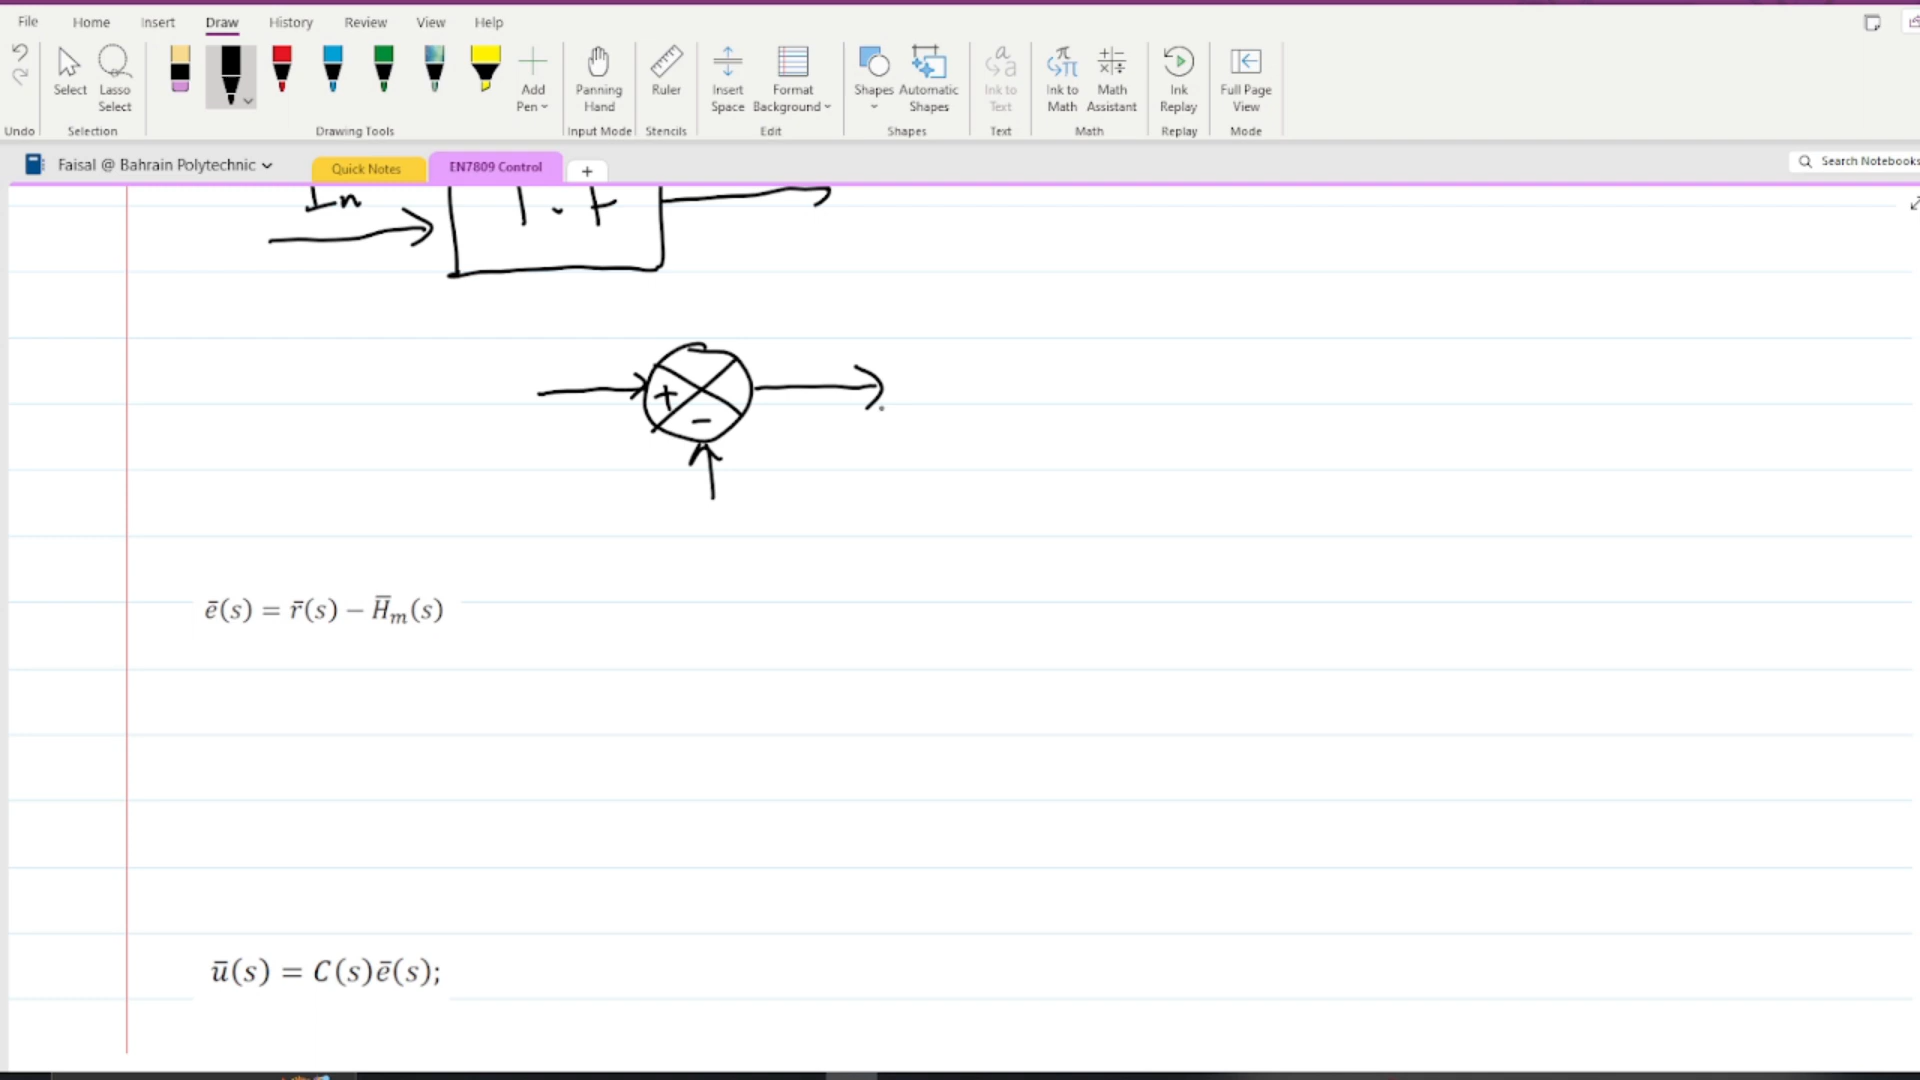 File Home Insert Draw History Review View Help
Select Lasso Select Add Pen Panning Hand Ruler Insert Space Format Background Shapes Automatic Shapes Ink to Text Ink to Math Math Assistant Ink Replay Full Page View
Undo Selection Drawing Tools Input Mode Stencils Edit Shapes Text Math Replay Mode
Faisal @ Bahrain Polytechnic Quick Notes EN7809 Control + Search Notebooks
In
+
-
ē(s) = r̄(s) − H̄ₘ(s)
ū(s) = C(s)ē(s);